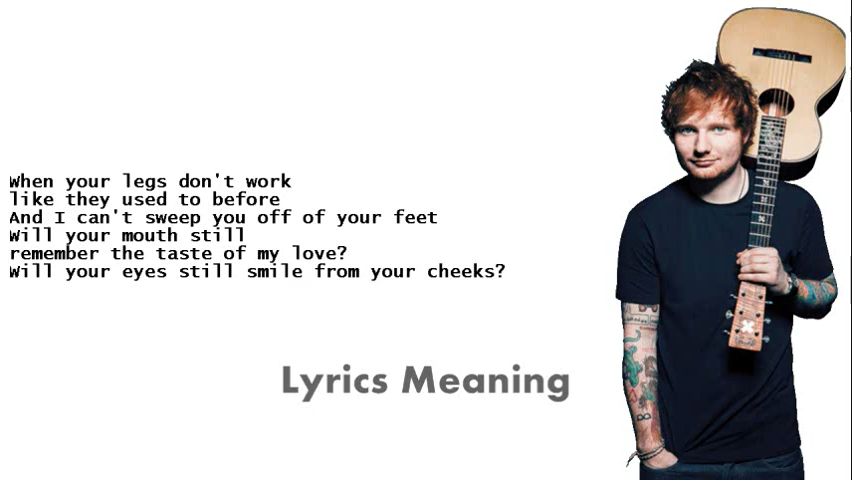 When your legs don't work
like they used to before
And I can't sweep you off of your feet
Will your mouth still
remember the taste of my love?
Will your eyes still smile from your cheeks?
Lyrics Meaning